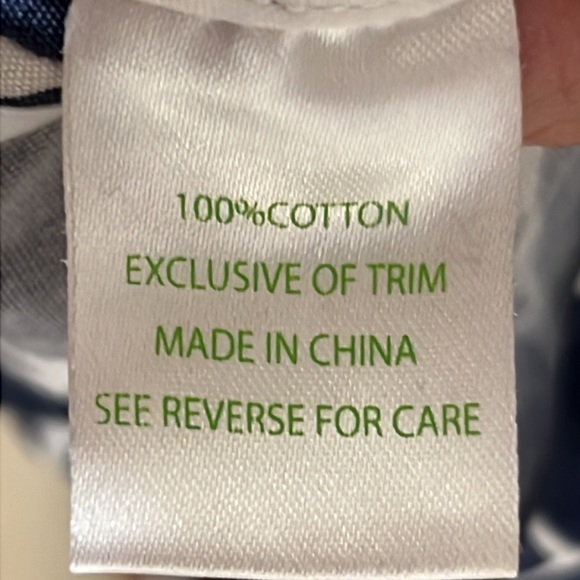 100%COTTON
EXCLUSIVE OF TRIM
MADE IN CHINA
SEE REVERSE FOR CARE